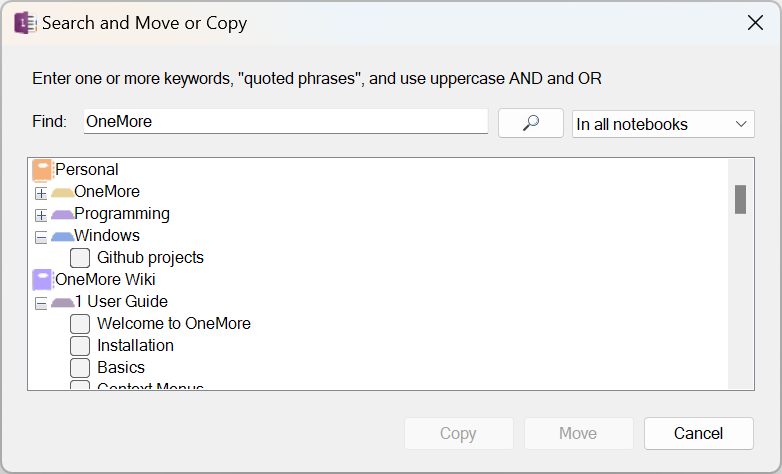 Search and Move or Copy
Enter one or more keywords, "quoted phrases", and use uppercase AND and OR
Find: OneMore In all notebooks
Personal
OneMore
Programming
Windows
Github projects
OneMore Wiki
1 User Guide
Welcome to OneMore
Installation
Basics
Context Menus
Copy Move Cancel